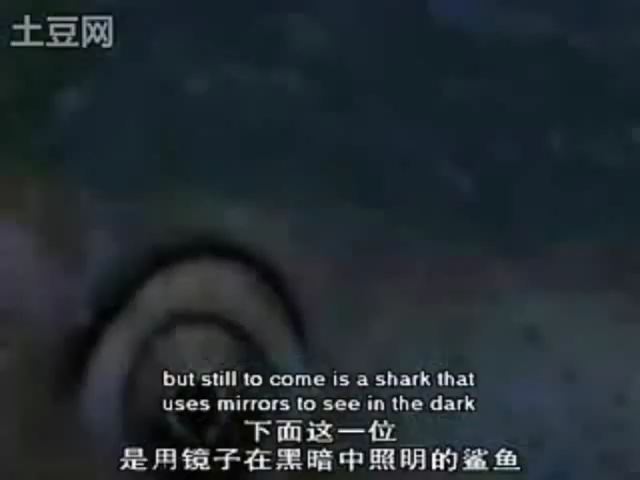 土豆网
but still to come is a shark that
uses mirrors to see in the dark
下面这一位
是用镜子在黑暗中照明的鲨鱼